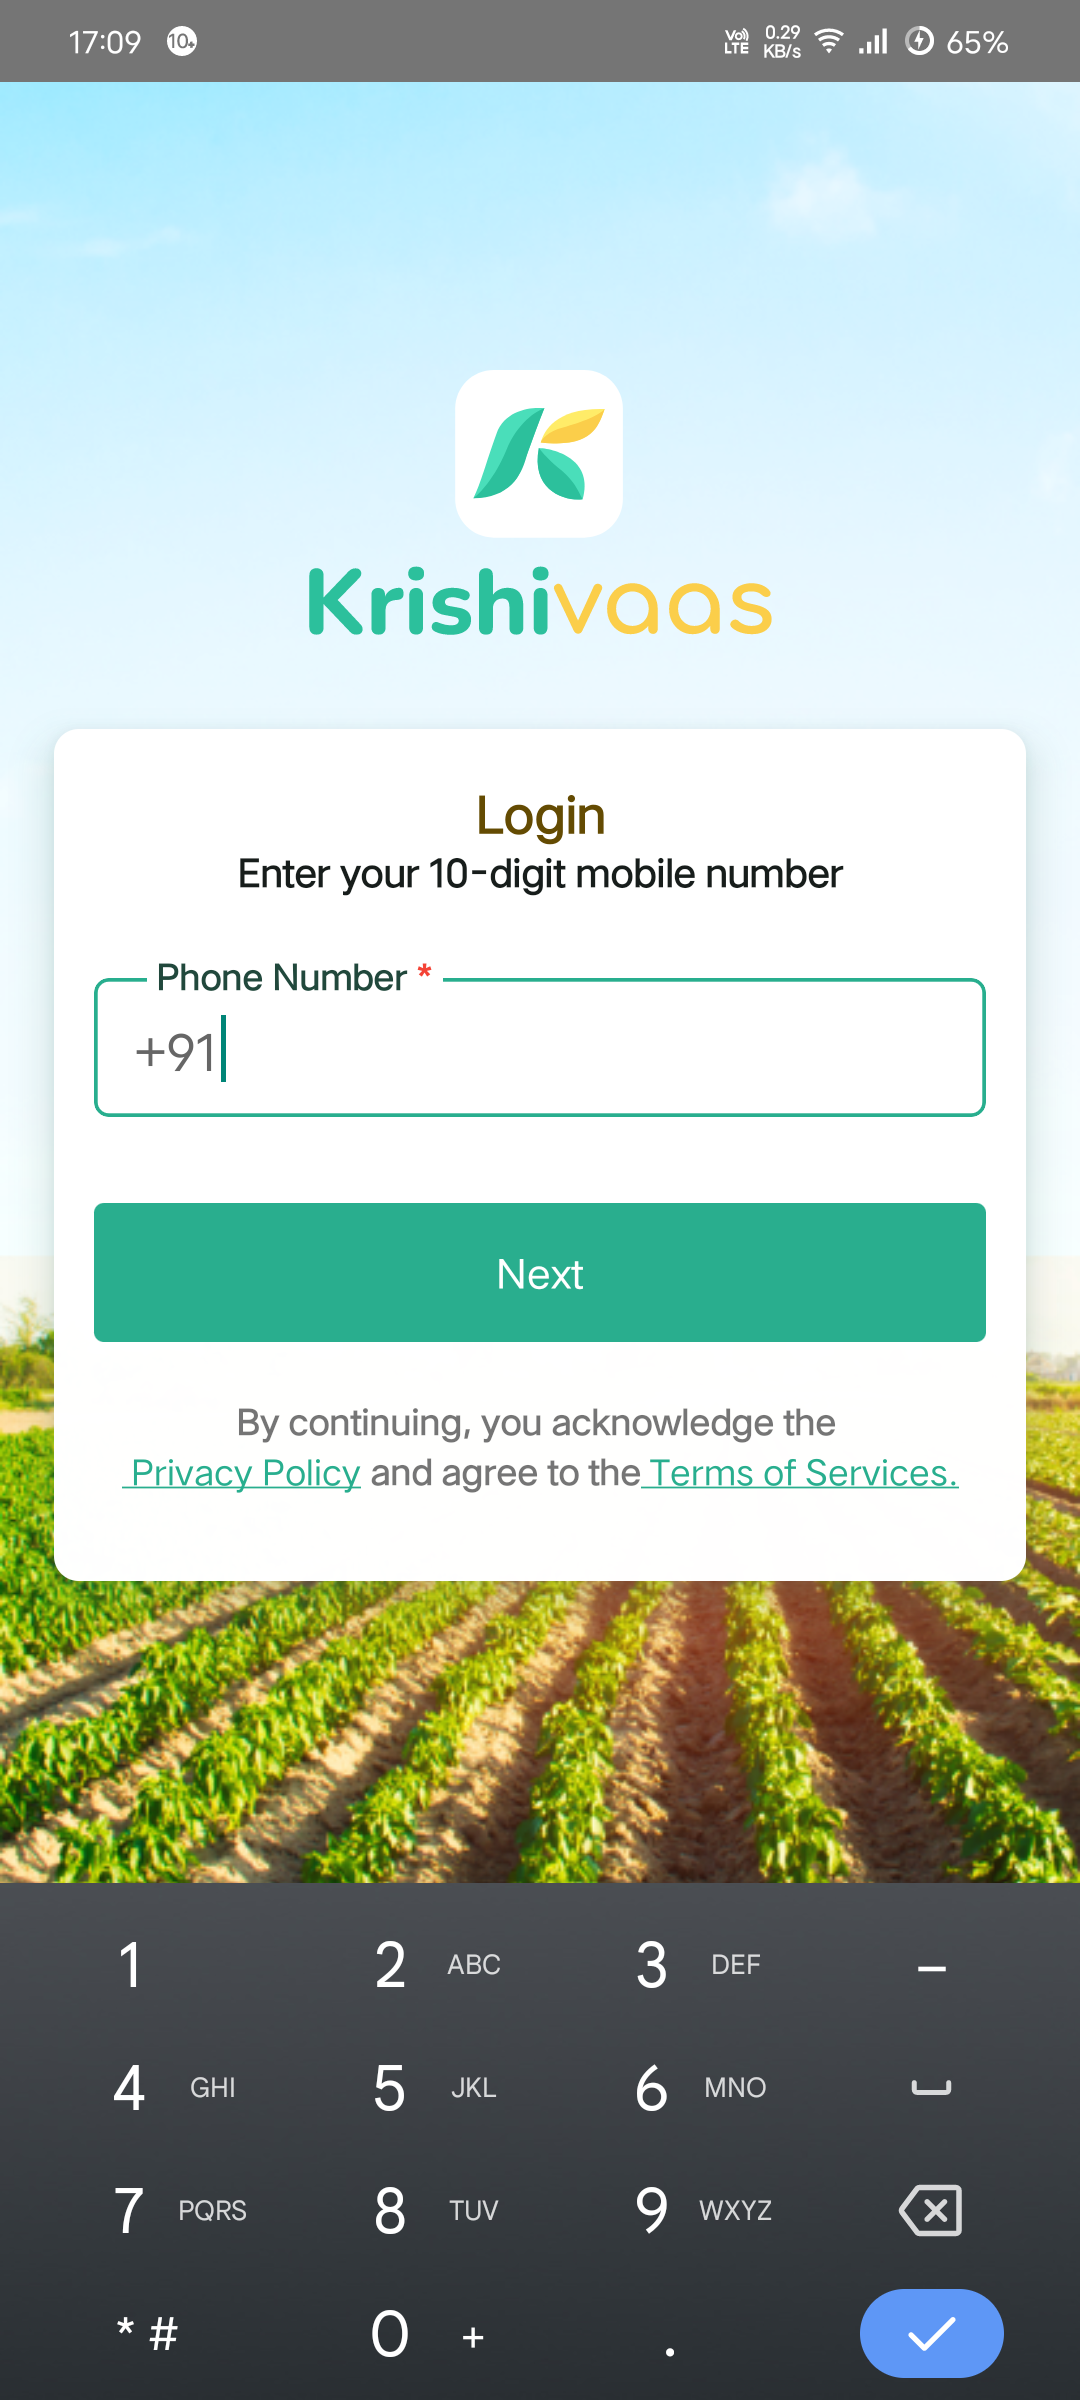 17:09 10+ Vo) LTE 0.29 KB/s 65%
Krishivaas
Login
Enter your 10-digit mobile number
Phone Number *
+91
Next
By continuing, you acknowledge the
Privacy Policy and agree to the Terms of Services.
1 2 ABC 3 DEF –
4 GHI 5 JKL 6 MNO
7 PQRS 8 TUV 9 WXYZ
* # 0 + .